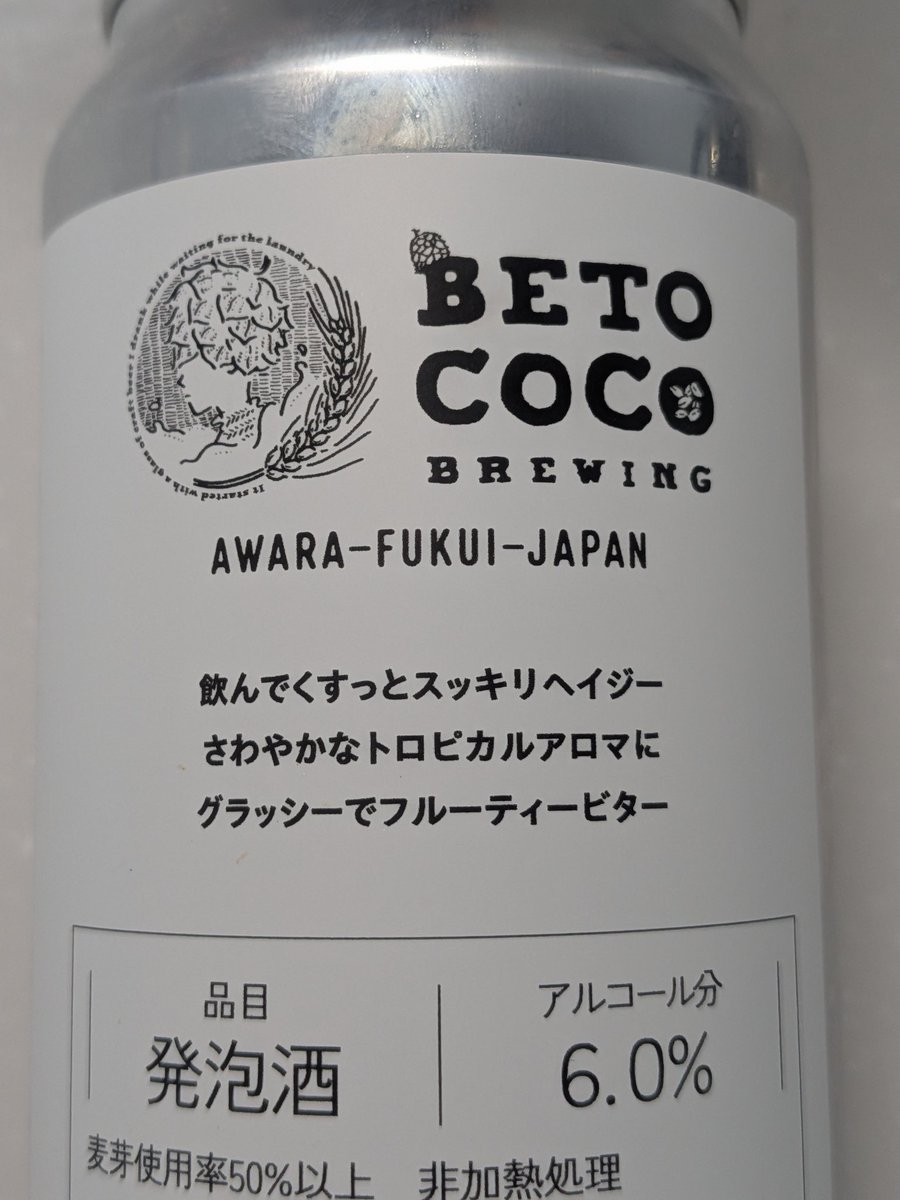 It started with a glass of craft beer I drank while waiting for the laundry
BETO
COCO
BREWING
AWARA-FUKUI-JAPAN
飲んでくすっとスッキリヘイジー
さわやかなトロピカルアロマに
グラッシーでフルーティービター
品目
発泡酒
アルコール分
6.0%
麦芽使用率50%以上 非加熱処理